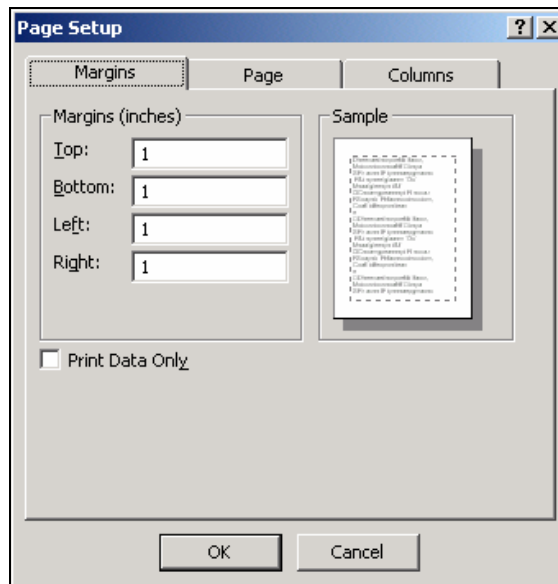 Page Setup
Margins Page Columns
Margins (inches) Sample
Top: 1
Bottom: 1
Left: 1
Right: 1
Print Data Only
OK Cancel